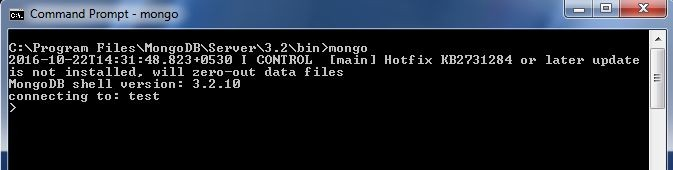 Command Prompt - mongo
C:\Program Files\MongoDB\Server\3.2\bin>mongo
2016-10-22T14:31:48.823+0530 I CONTROL  [main] Hotfix KB2731284 or later update
is not installed, will zero-out data files
MongoDB shell version: 3.2.10
connecting to: test
>